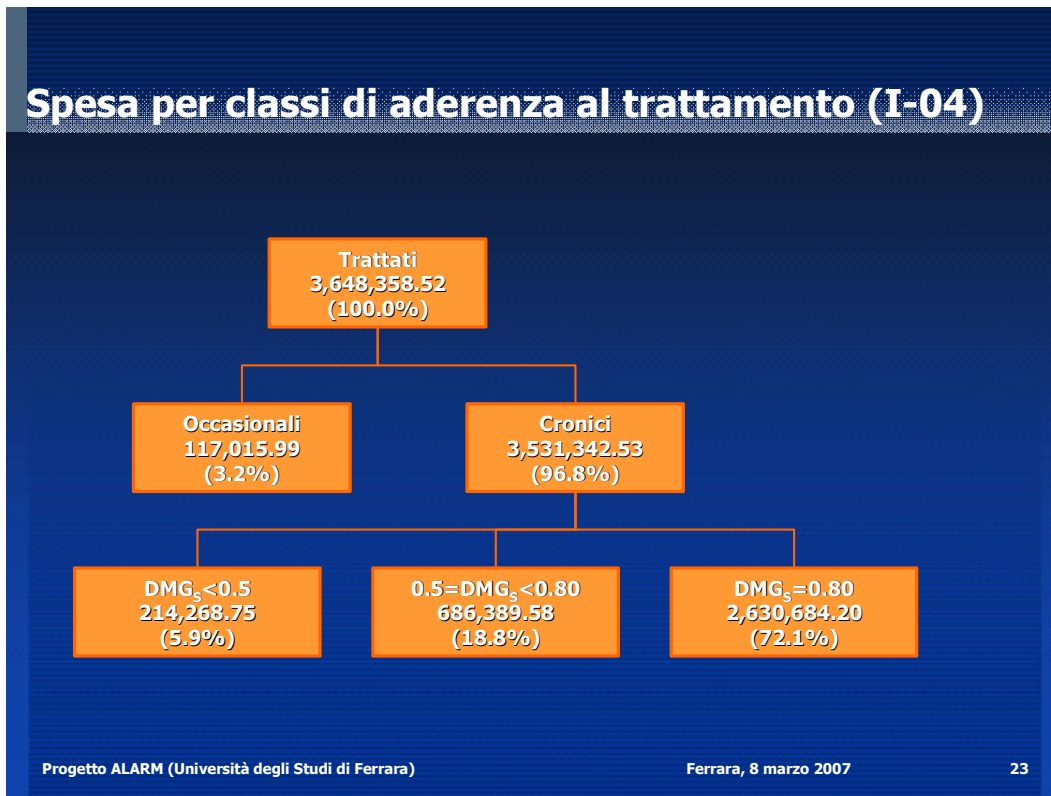 Spesa per classi di aderenza al trattamento (I-04)
Trattati
3,648,358.52
(100.0%)
Occasionali
117,015.99
(3.2%)
Cronici
3,531,342.53
(96.8%)
DMGS<0.5
214,268.75
(5.9%)
0.5=DMGS<0.80
686,389.58
(18.8%)
DMGS=0.80
2,630,684.20
(72.1%)
Progetto ALARM (Università degli Studi di Ferrara)
Ferrara, 8 marzo 2007
23